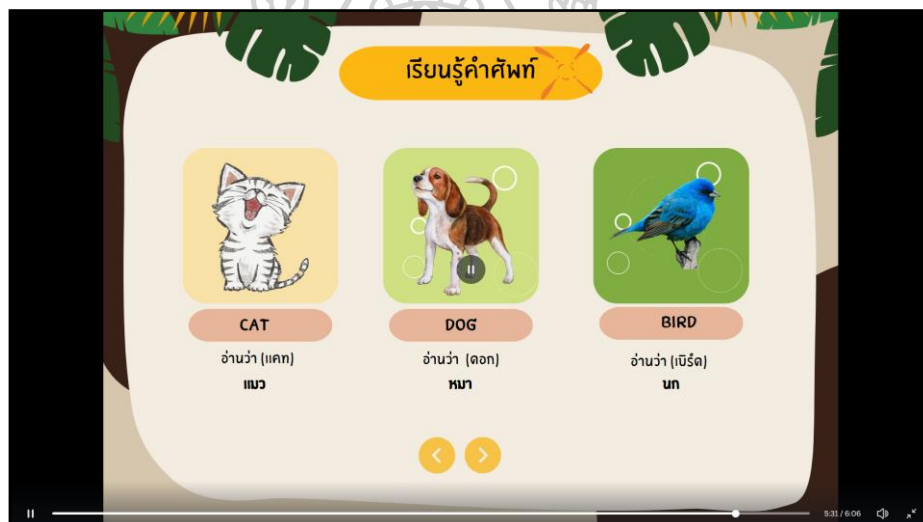 เรียนรู้คำศัพท์
CAT
DOG
BIRD
อ่านว่า (แคท)
อ่านว่า (ดอก)
อ่านว่า (เบิร์ด)
แมว
หมา
นก
5:31 / 6:06